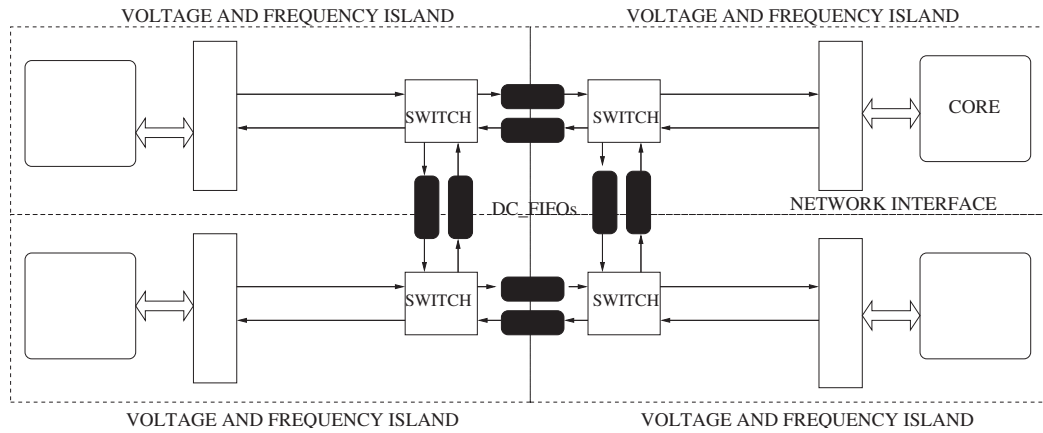 VOLTAGE AND FREQUENCY ISLAND
VOLTAGE AND FREQUENCY ISLAND
SWITCH
SWITCH
CORE
DC_FIFOs
NETWORK INTERFACE
SWITCH
SWITCH
VOLTAGE AND FREQUENCY ISLAND
VOLTAGE AND FREQUENCY ISLAND